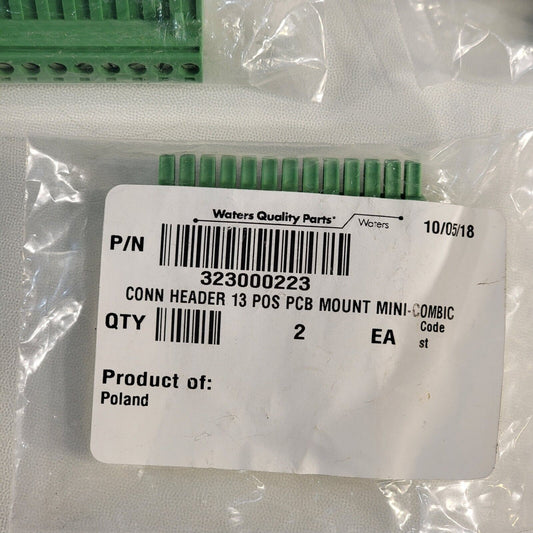 Waters Quality Parts®
Waters
10/05/18
P/N
323000223
CONN HEADER 13 POS PCB MOUNT MINI-COMBIC
QTY 2 EA Code
st
Product of:
Poland